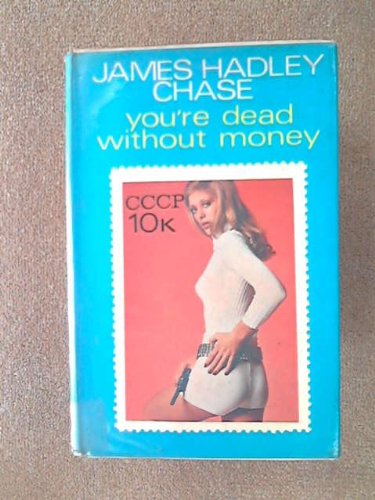 JAMES HADLEY
CHASE
you're dead
without money
CCCP
10K